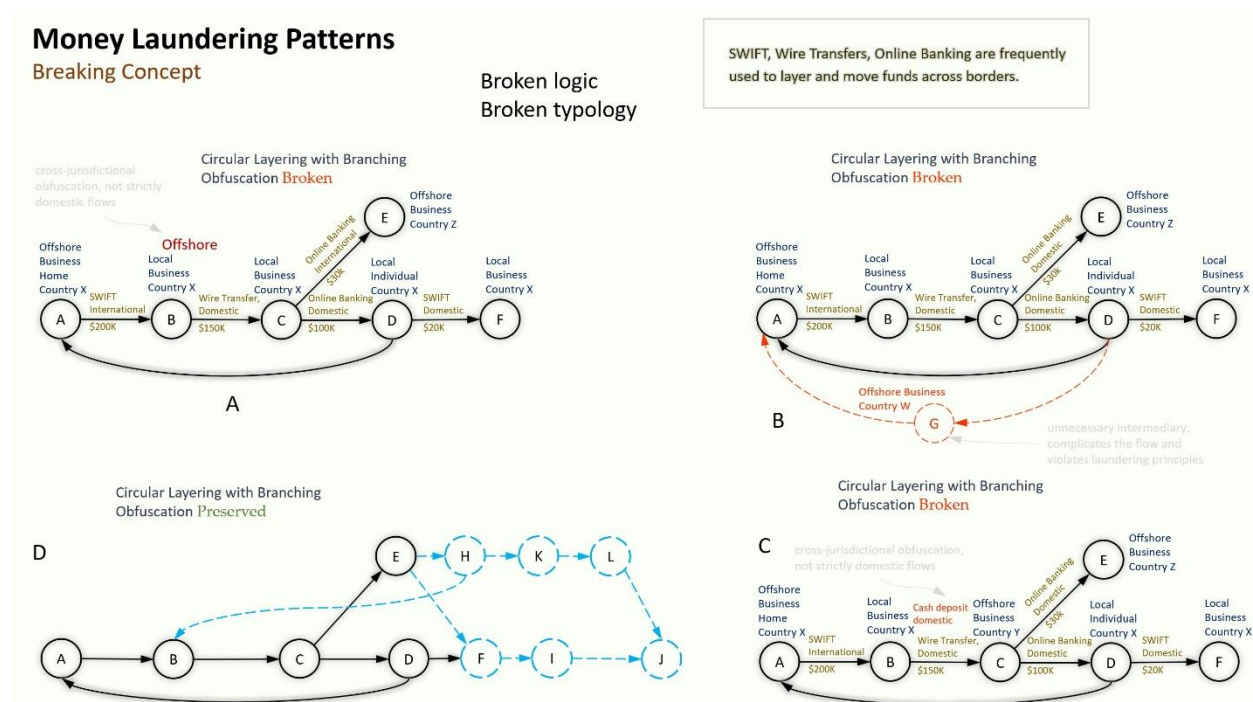 Money Laundering Patterns
Breaking Concept
Broken logic
Broken typology
SWIFT, Wire Transfers, Online Banking are frequently
used to layer and move funds across borders.
Circular Layering with Branching
Obfuscation Broken
cross-jurisdictional
obfuscation, not strictly
domestic flows
Offshore
Business
Home
Country X
Offshore
Local
Business
Country X
Local
Business
Country X
Online Banking
International
$30k
E
Offshore
Business
Country Z
Local
Individual
Country X
Local
Business
Country X
A
SWIFT
International
$200K
B
Wire Transfer,
Domestic
$150K
C
Online Banking
Domestic
$100K
D
SWIFT
Domestic
$20K
F
A
Circular Layering with Branching
Obfuscation Broken
Offshore
Business
Home
Country X
Local
Business
Country X
Local
Business
Country X
Online Banking
Domestic
$30k
E
Offshore
Business
Country Z
Local
Individual
Country X
Local
Business
Country X
A
SWIFT
International
$200K
B
Wire Transfer,
Domestic
$150K
C
Online Banking
Domestic
$100K
D
SWIFT
Domestic
$20K
F
Offshore Business
Country W
G
B
unnecessary intermediary,
complicates the flow and
violates laundering principles
Circular Layering with Branching
Obfuscation Preserved
D
E
H
K
L
A
B
C
D
F
I
J
Circular Layering with Branching
Obfuscation Broken
C
cross-jurisdictional obfuscation,
not strictly domestic flows
Offshore
Business
Home
Country X
Local
Business
Country X
Cash deposit
domestic
Offshore
Business
Country Y
Online Banking
Domestic
$30k
E
Offshore
Business
Country Z
Local
Individual
Country X
Local
Business
Country X
A
SWIFT
International
$200K
B
Wire Transfer,
Domestic
$150K
C
Online Banking
Domestic
$100K
D
SWIFT
Domestic
$20K
F